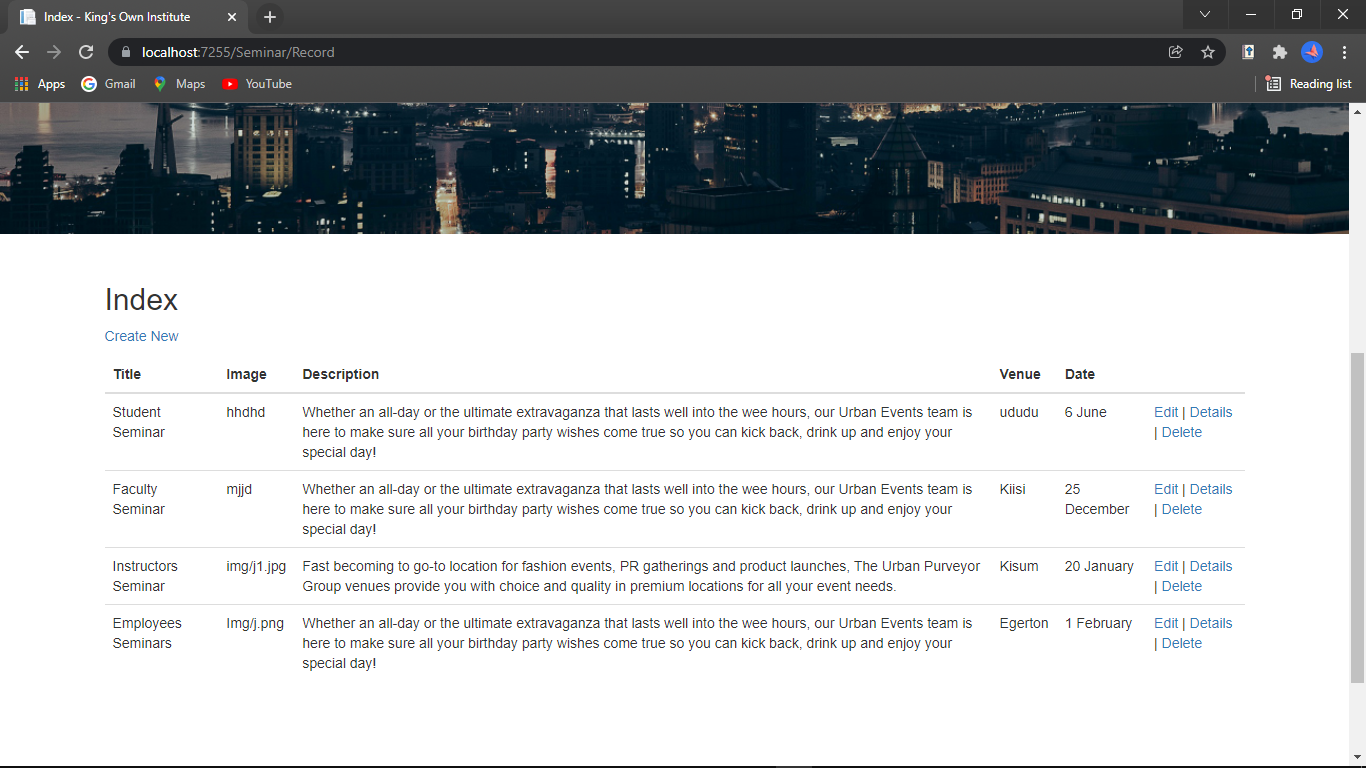 Index - King's Own Institute
localhost:7255/Seminar/Record
Apps Gmail Maps YouTube Reading list
Index
Create New
Title Image Description Venue Date
Student hhdhd Whether an all-day or the ultimate extravaganza that lasts well into the wee hours, our Urban Events team is ududu 6 June Edit | Details
Seminar here to make sure all your birthday party wishes come true so you can kick back, drink up and enjoy your | Delete
special day!
Faculty mjjd Whether an all-day or the ultimate extravaganza that lasts well into the wee hours, our Urban Events team is Kiisi 25 Edit | Details
Seminar here to make sure all your birthday party wishes come true so you can kick back, drink up and enjoy your December | Delete
special day!
Instructors img/j1.jpg Fast becoming to go-to location for fashion events, PR gatherings and product launches, The Urban Purveyor Kisum 20 January Edit | Details
Seminar Group venues provide you with choice and quality in premium locations for all your event needs. | Delete
Employees Img/j.png Whether an all-day or the ultimate extravaganza that lasts well into the wee hours, our Urban Events team is Egerton 1 February Edit | Details
Seminars here to make sure all your birthday party wishes come true so you can kick back, drink up and enjoy your | Delete
special day!